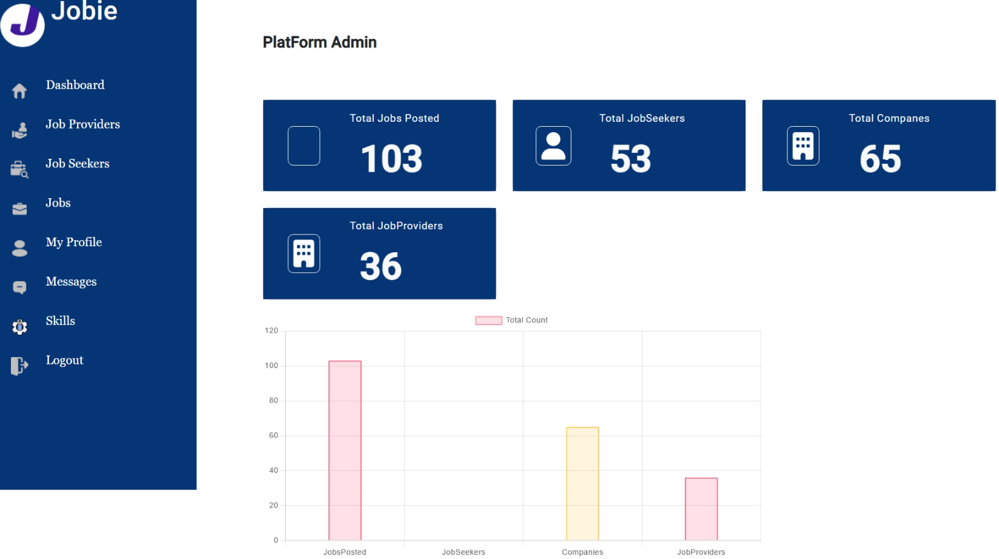 Jobie
Dashboard
Job Providers
Job Seekers
Jobs
My Profile
Messages
Skills
Logout
PlatForm Admin
Total Jobs Posted
103
Total JobSeekers
53
Total Companes
65
Total JobProviders
36
Total Count
120
100
80
60
40
20
0
JobsPosted
JobSeekers
Companies
JobProviders